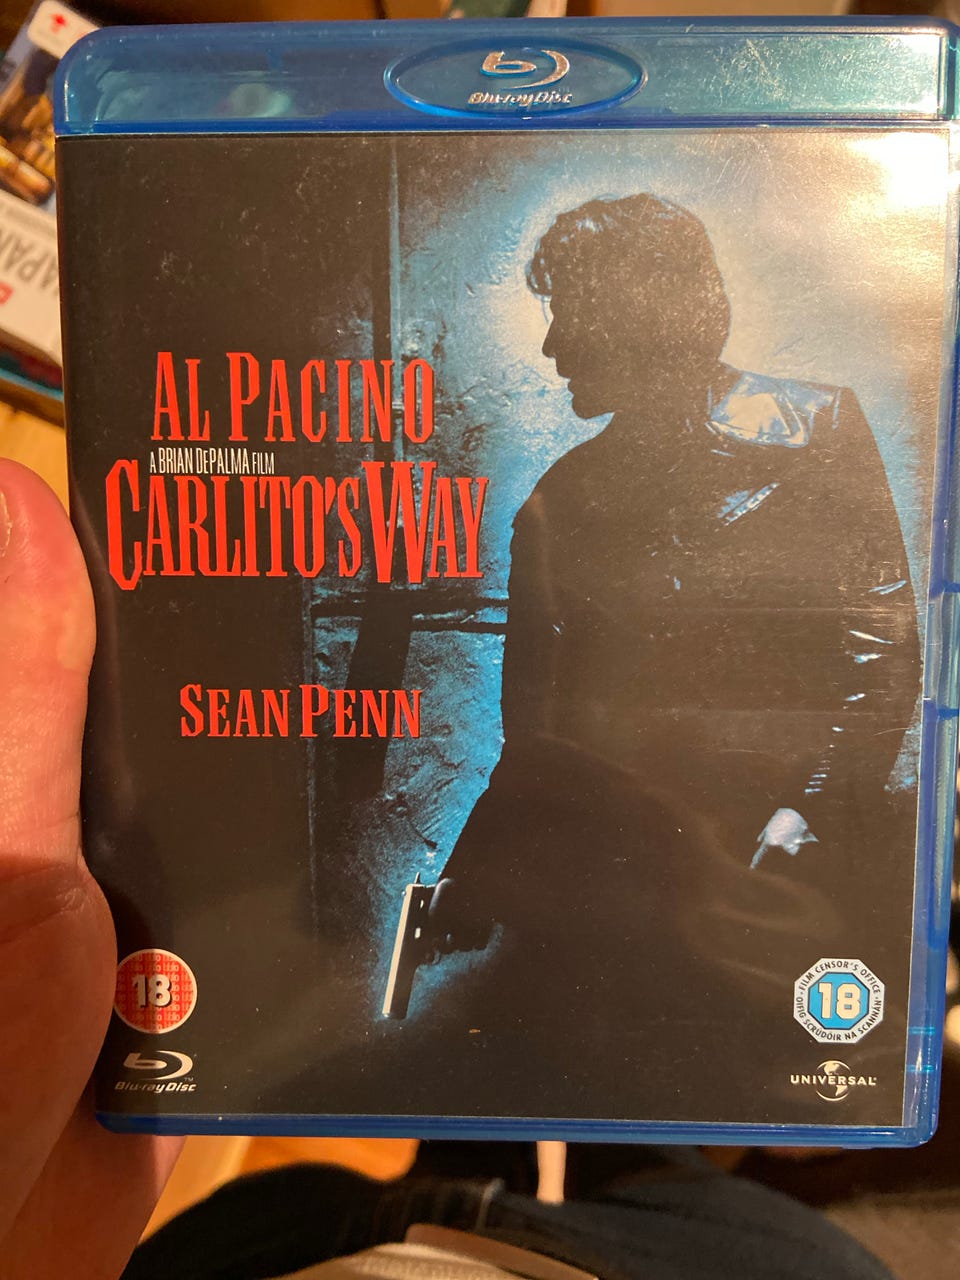 Blu-ray Disc
AL PACINO
A BRIAN DEPALMA FILM
CARLITO'S WAY
SEAN PENN
18
Blu-ray Disc™
·FILM CENSOR'S OFFICE·
18
OIFIG SCRÚDÓIR NA SCANNÁN
UNIVERSAL